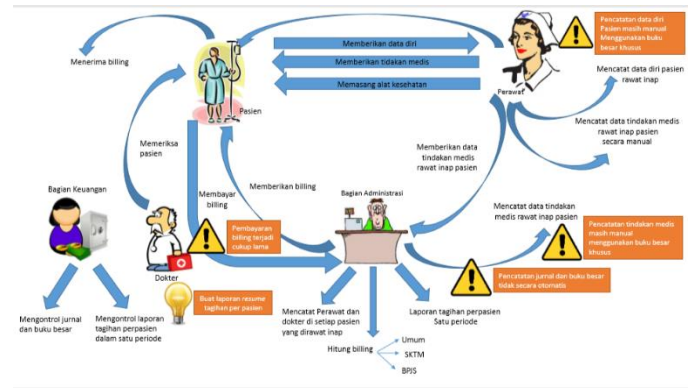 Menerima billing
Memberikan data diri
Memberikan tidakan medis
Memasang alat kesehatan
Pasien
Perawat
Pencatatan data diri
Pasien masih manual
Menggunakan buku
besar khusus
Mencatat data diri pasien
rawat inap
Mencatat data tindakan medis
rawat inap pasien
secara manual
Memeriksa
pasien
Memberikan data
tindakan medis
rawat inap pasien
Membayar
billing
Memberikan billing
Bagian Keuangan
Bagian Administrasi
Mencatat data tindakan
medis rawat inap pasien
Pembayaran
billing terjadi
cukup lama
Pencatatan tindakan medis
masih manual
menggunakan buku besar
khusus
Dokter
Pencatatan jurnal dan buku besar
tidak secara otomatis
Buat laporan resume
tagihan per pasien
Mengontrol jurnal
dan buku besar
Mengontrol laporan
tagihan perpasien
dalam satu periode
Mencatat Perawat dan
dokter di setiap pasien
yang dirawat inap
Laporan tagihan perpasien
Satu periode
Hitung billing
Umum
SKTM
BPJS